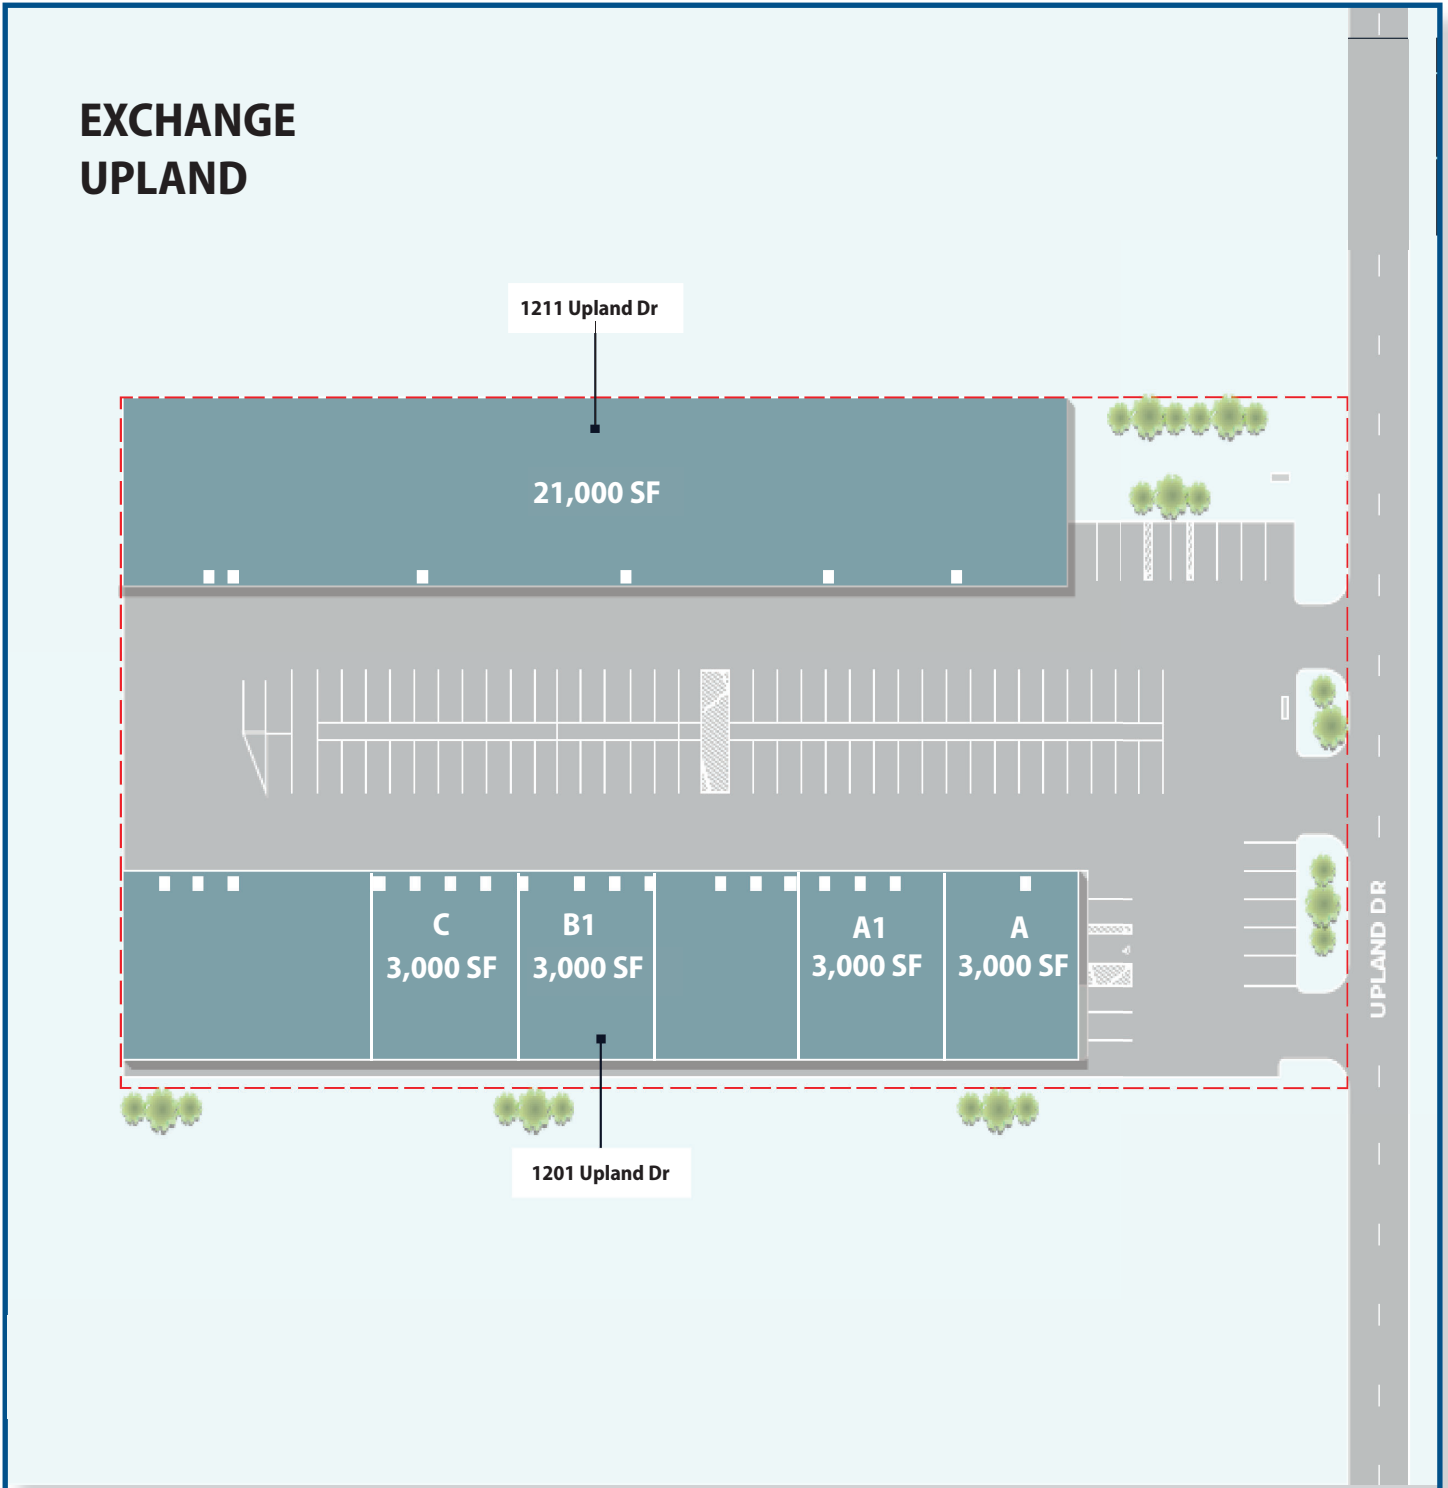 EXCHANGE
UPLAND
1211 Upland Dr
21,000 SF
C
3,000 SF
B1
3,000 SF
A1
3,000 SF
A
3,000 SF
UPLAND DR
1201 Upland Dr